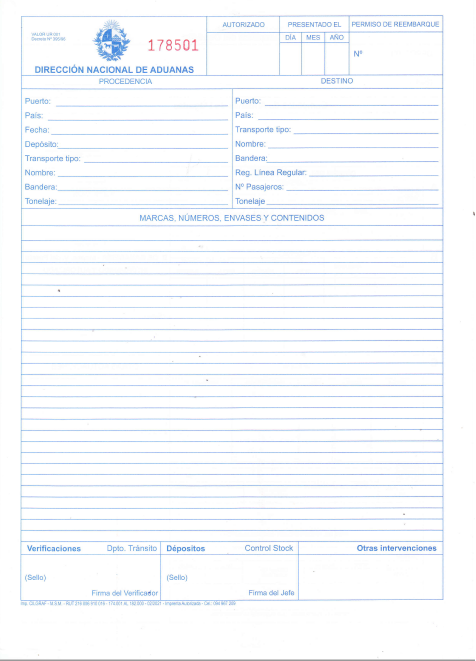 VALOR UR.061
178501
DIRECCIÓN NACIONAL DE ADUANAS
AUTORIZADO
PRESENTADO EL
DÍA MES AÑO
PERMISO DE REEMBARQUE
Nº
PROCEDENCIA
Puerto:
País:
Fecha:
Depósito:
Transporte tipo:
Nombre:
Bandera:
Tonelaje:
DESTINO
Puerto:
País:
Transporte tipo:
Nombre:
Bandera:
Reg. Línea Regular:
Nº Pasajeros:
Tonelaje
MARCAS, NÚMEROS, ENVASES Y CONTENIDOS
Verificaciones Dpto. Tránsito
(Sello)
Firma del Verificador
Depósitos Control Stock
(Sello)
Firma del Jefe
Otras intervenciones